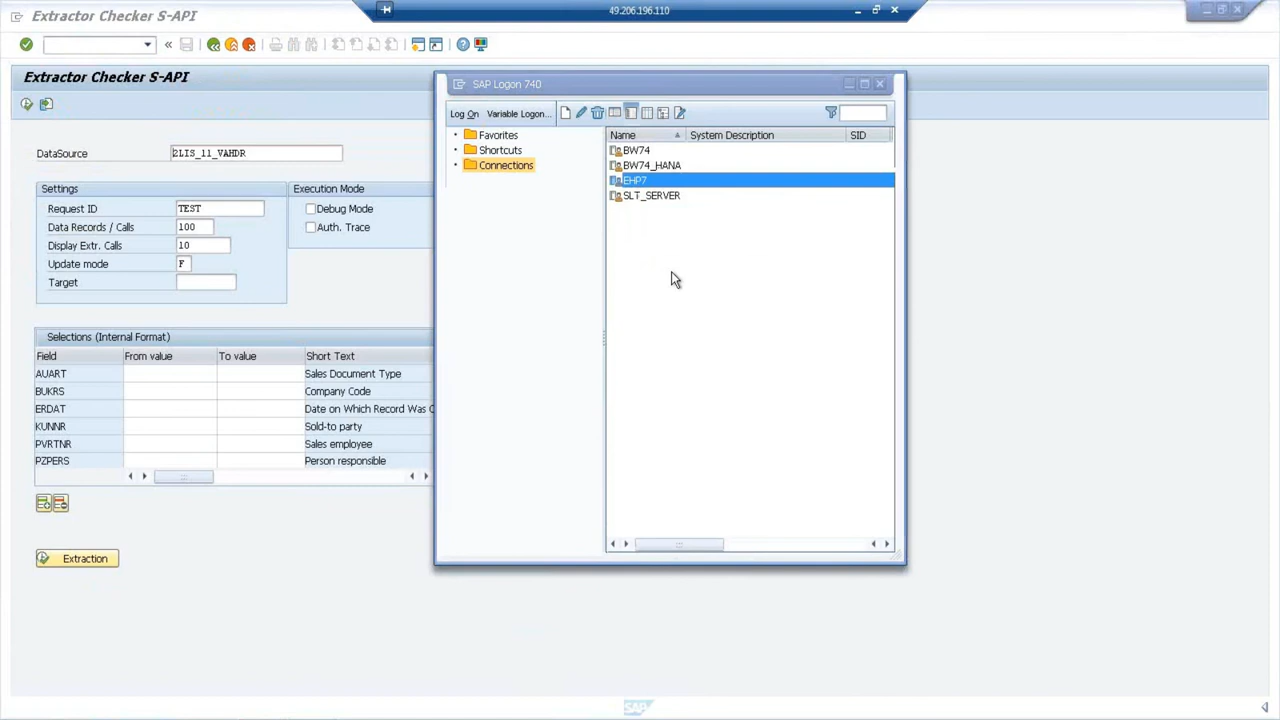 Extractor Checker S-API
49.206.196.110
Extractor Checker S-API
DataSource
2LIS_11_VAHDR
Settings
Execution Mode
Request ID
TEST
Debug Mode
Data Records / Calls
100
Auth. Trace
Display Extr. Calls
10
Update mode
F
Target
Selections (Internal Format)
Field
From value
To value
Short Text
AUART
Sales Document Type
BUKRS
Company Code
ERDAT
Date on Which Record Was C
KUNNR
Sold-to party
PVRTNR
Sales employee
PZPERS
Person responsible
Extraction
SAP Logon 740
Log On
Variable Logon...
Favorites
Shortcuts
Connections
Name
System Description
SID
BW74
BW74_HANA
EHP7
SLT_SERVER
SAP